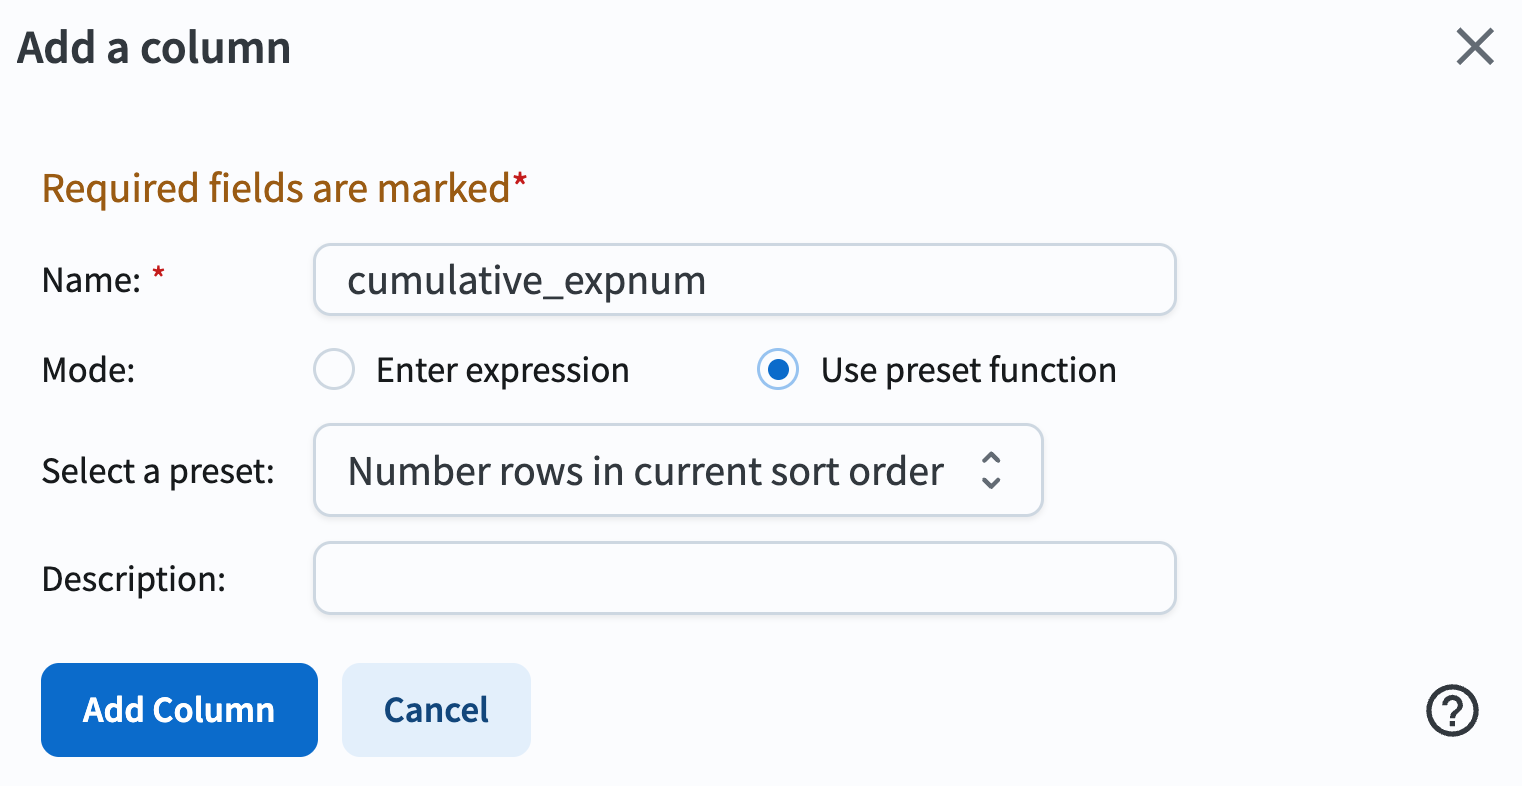 Add a column
Required fields are marked*
Name: * cumulative_expnum
Mode: Enter expression Use preset function
Select a preset: Number rows in current sort order
Description:
Add Column Cancel